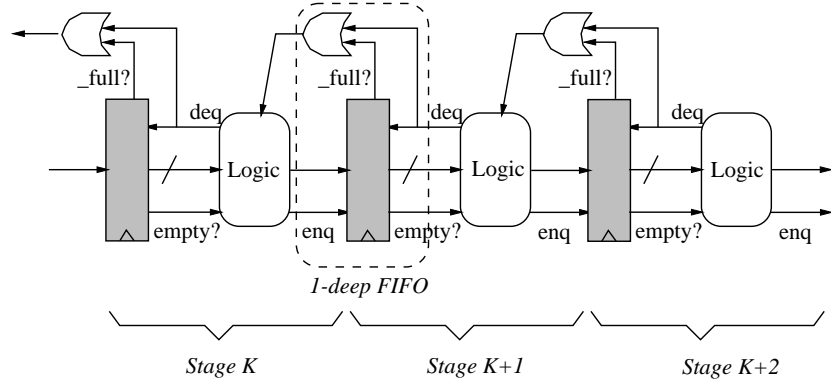 _full?
_full?
_full?
deq
deq
deq
Logic
Logic
Logic
empty?
enq
empty?
enq
empty?
enq
1-deep FIFO
Stage K
Stage K+1
Stage K+2